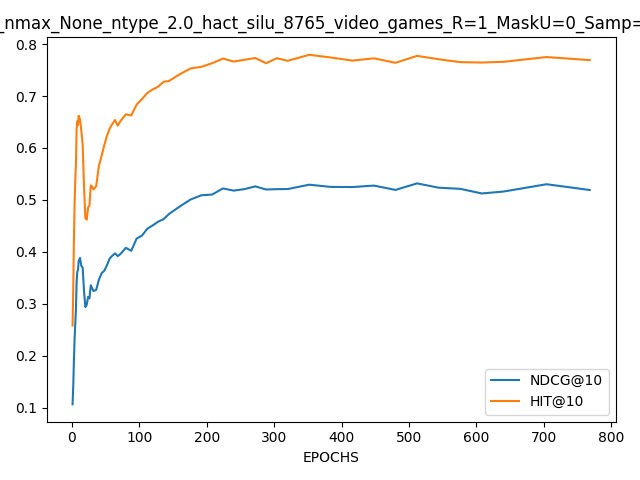 _nmax_None_ntype_2.0_hact_silu_8765_video_games_R=1_MaskU=0_Samp=
0.8
0.7
0.6
0.5
0.4
0.3
0.2
0.1
NDCG@10
HIT@10
0 100 200 300 400 500 600 700 800
EPOCHS